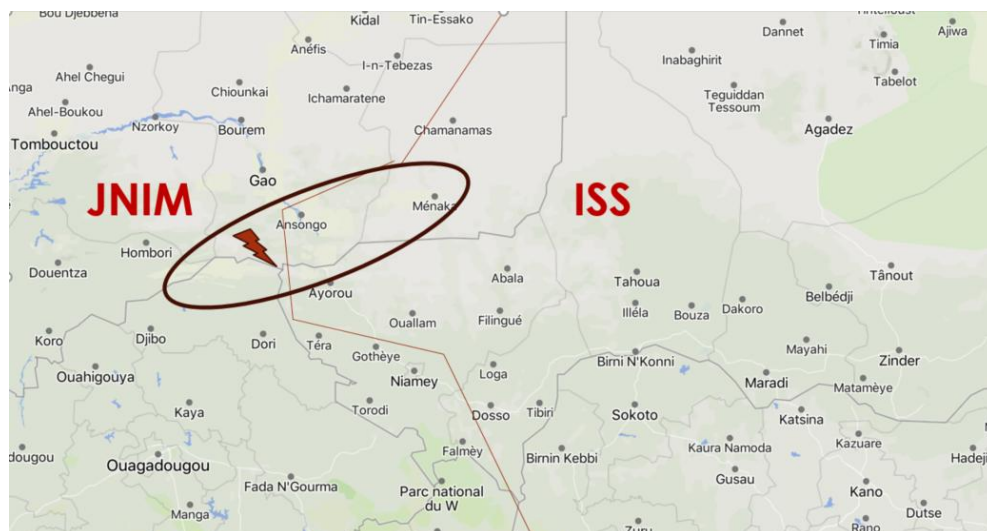 Bou Djebbeha
Kidal
Tin-Essako
Dannet
Timia
Ajiwa
Anéfis
Inabaghirit
I-n-Tebezas
Ahel Chegui
Chiounkai
Ichamaratene
Teguiddan
Tessoum
Tabelot
Ahel-Boukou
Nzorkoy
Bourem
Chamanamas
Agadez
Tombouctou
Gao
JNIM
Ménaka
ISS
Ansongo
Hombori
Douentza
Ayorou
Abala
Tahoua
Tânout
Belbédji
Koro
Djibo
Dori
Téra
Ouallam
Filingué
Illéla
Bouza
Dakoro
Gothèye
Birni N'Konni
Mayahi
Zinder
Ouahigouya
Niamey
Loga
Maradi
Matamèye
Kaya
Torodi
Dosso
Tibiri
Sokoto
Katsina
Falmèy
Kaura Namoda
Kazuare
dougou
Ouagadougou
Birnin Kebbi
Gusau
Hadeji
Fada N'Gourma
Parc national
du W
Kano
Manga
Dutse
Zuru
Rano